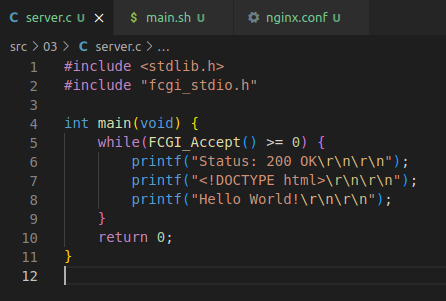 server.c U × main.sh U nginx.conf U
src > 03 > server.c > ...
1 #include <stdlib.h>
2 #include "fcgi_stdio.h"
3
4 int main(void) {
5     while(FCGI_Accept() >= 0) {
6         printf("Status: 200 OK\r\n\r\n");
7         printf("<!DOCTYPE html>\r\n\r\n");
8         printf("Hello World!\r\n\r\n");
9     }
10     return 0;
11 }
12